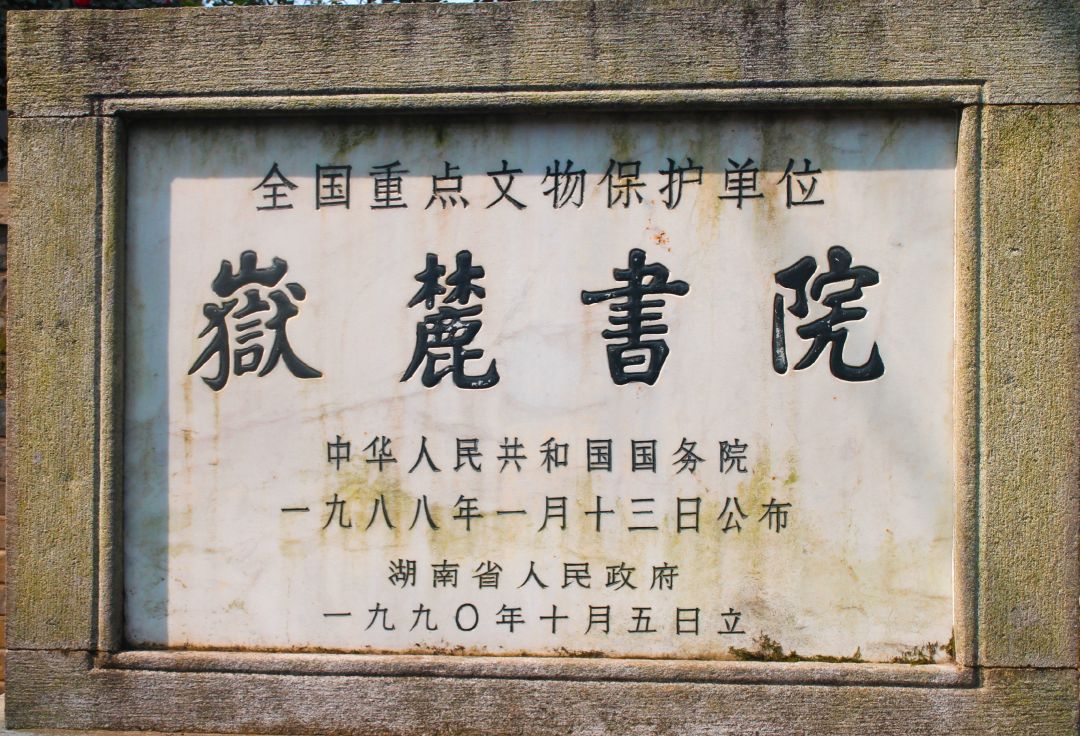 全国重点文物保护单位
嶽麓書院
中华人民共和国国务院
一九八八年一月十三日公布
湖南省人民政府
一九九〇年十月五日立